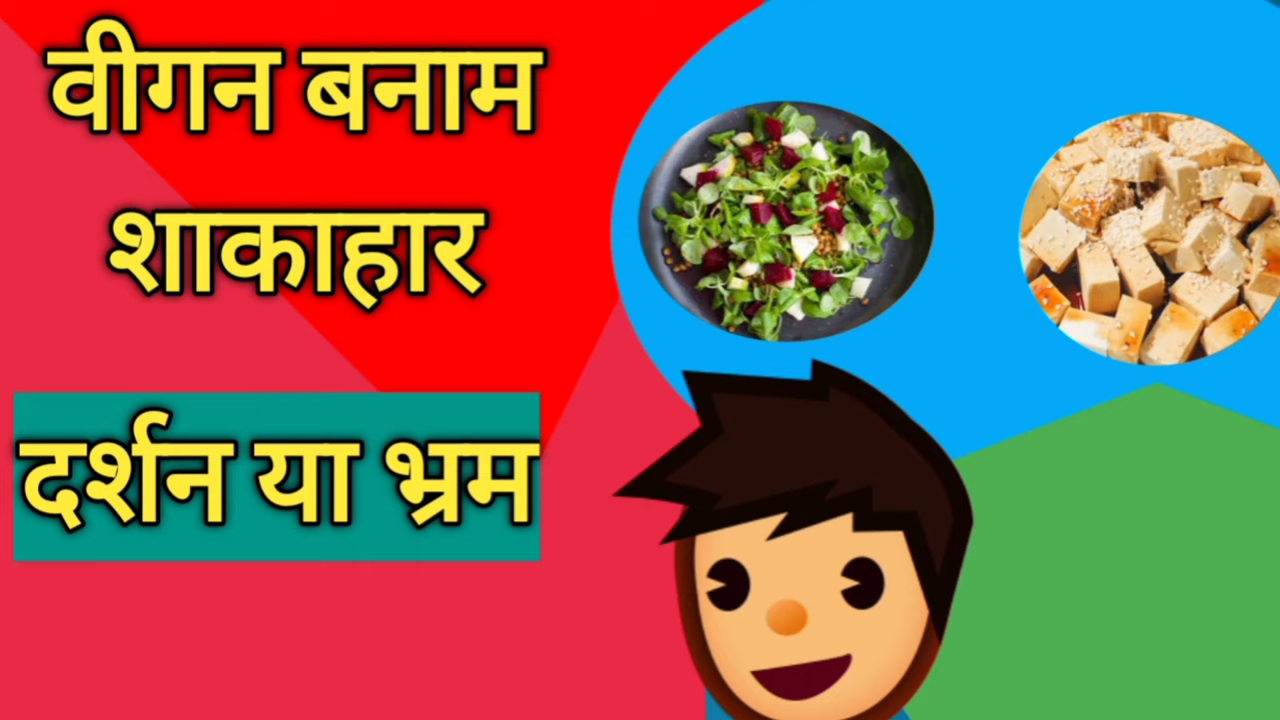 वीगन बनाम
शाकाहार
दर्शन या भ्रम